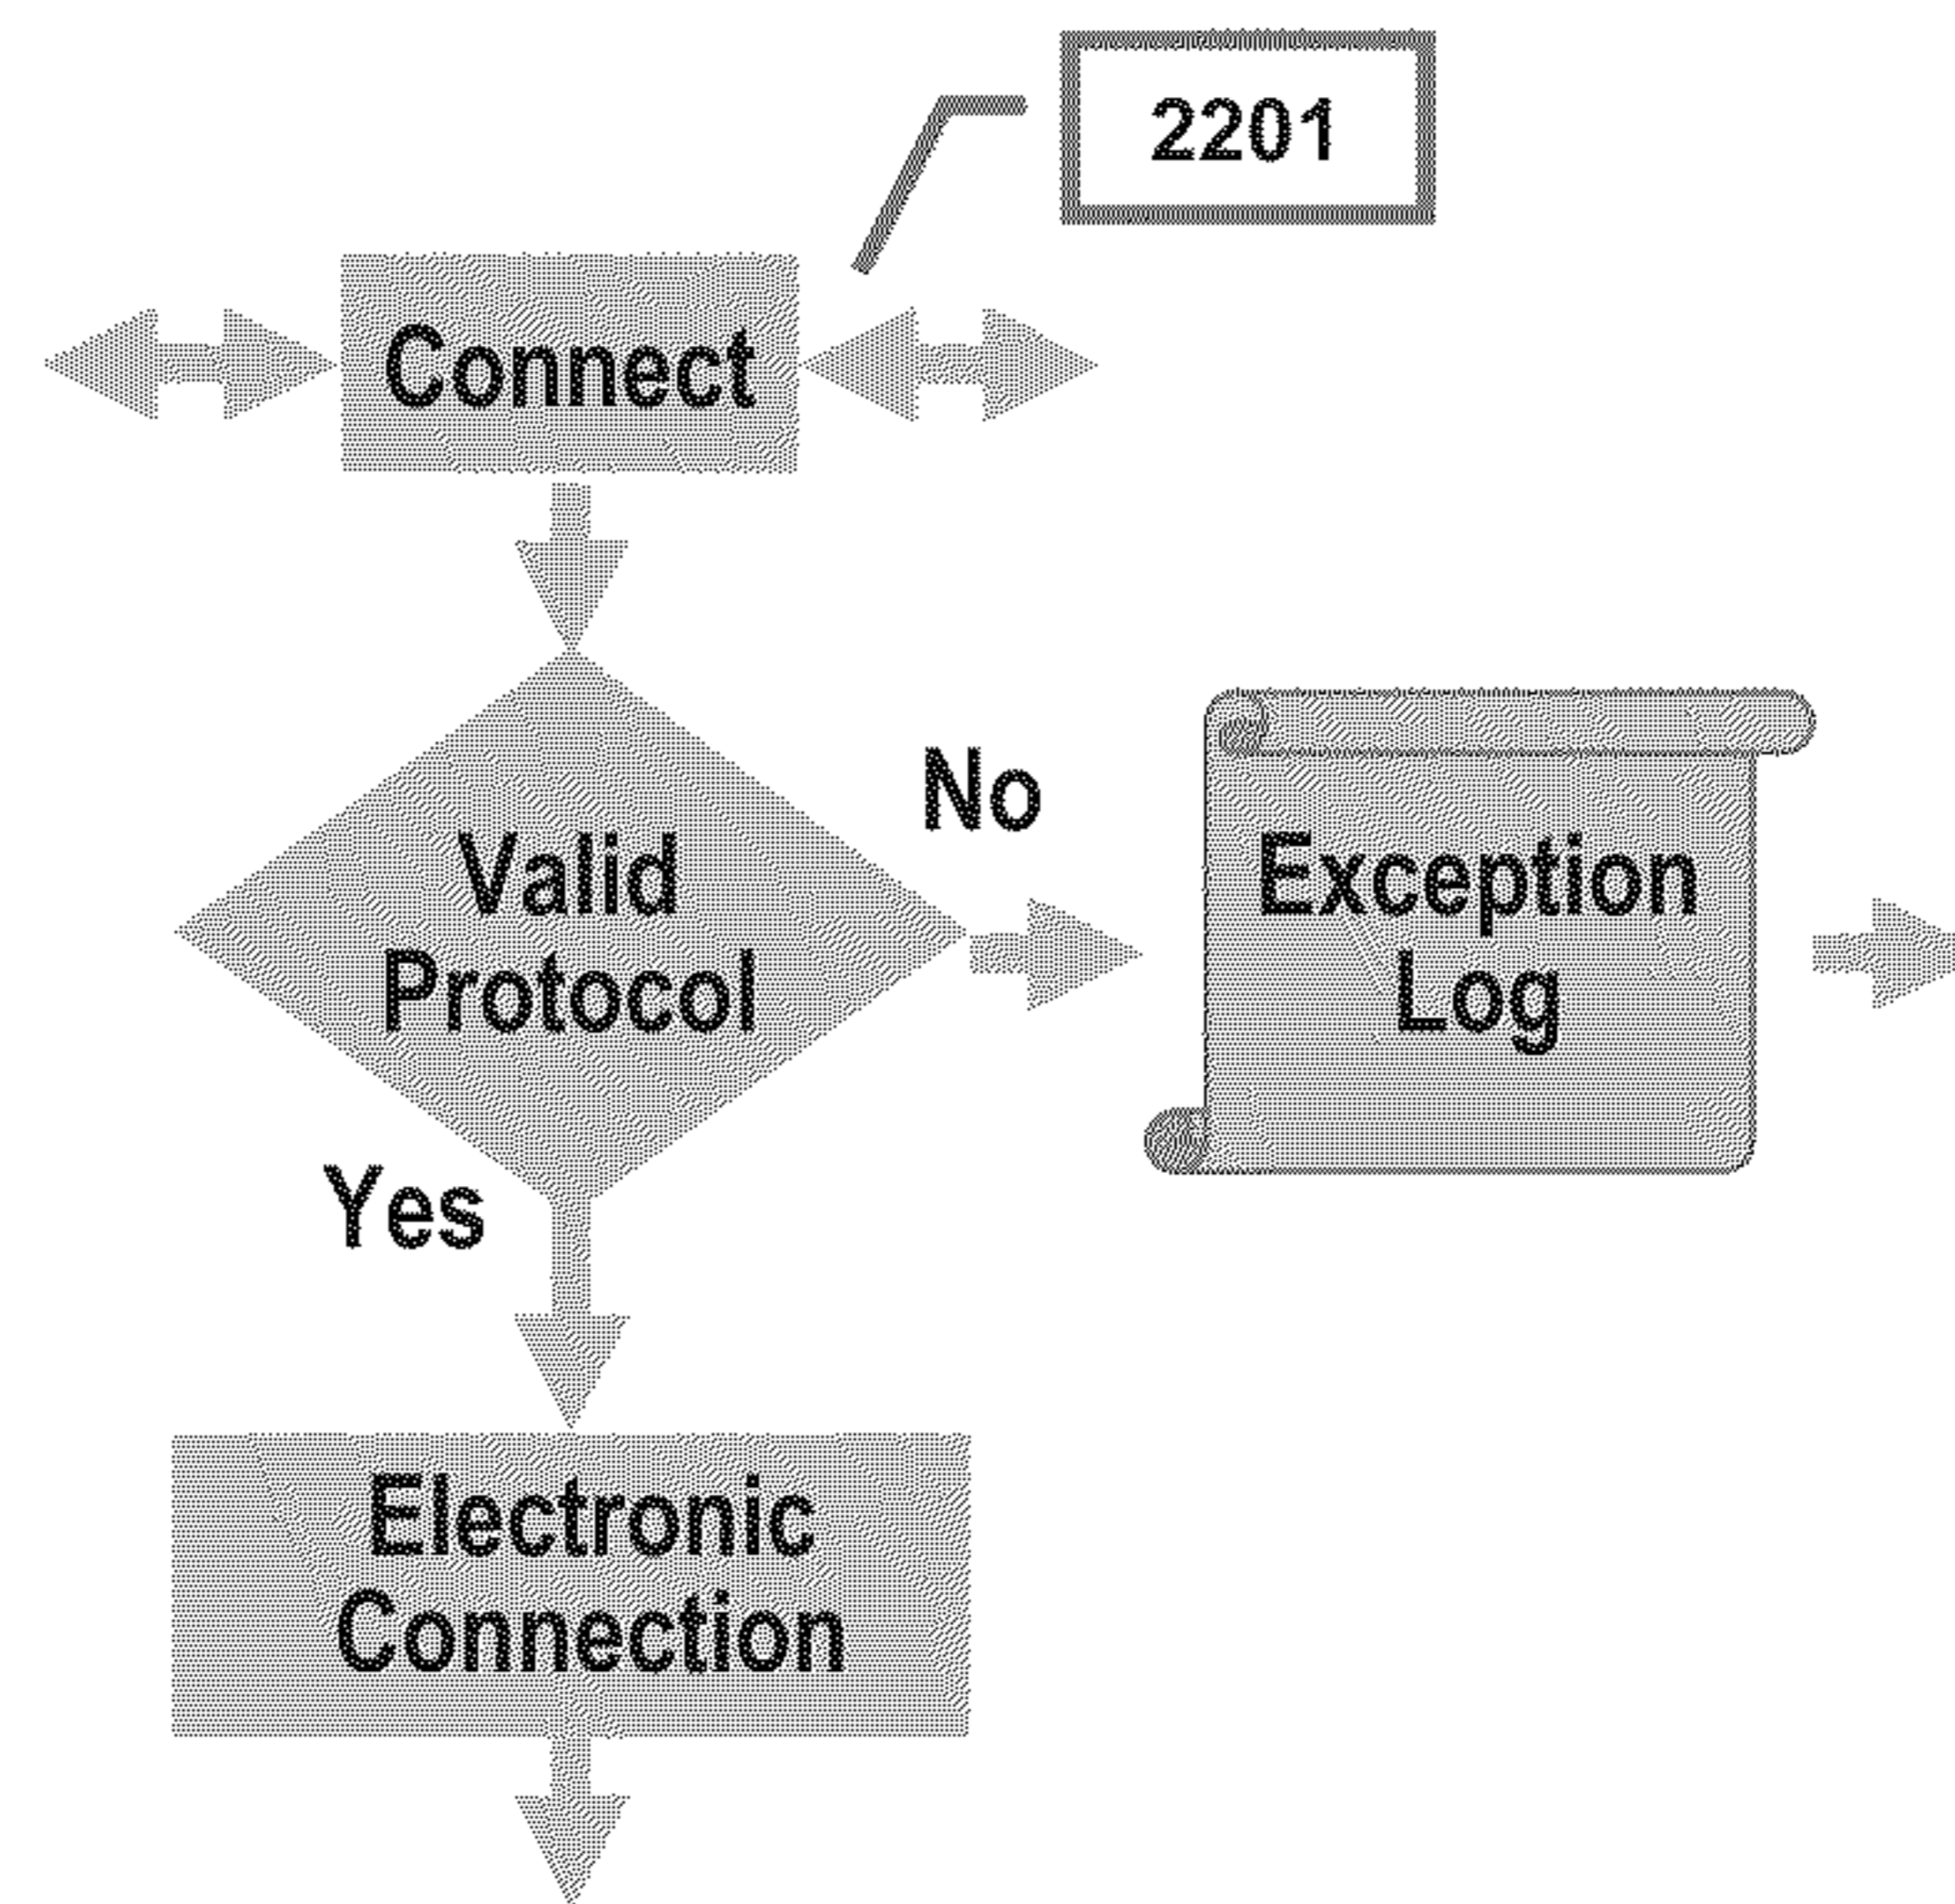 2201
Connect
No
Valid
Protocol
Exception
Log
Yes
Electronic
Connection